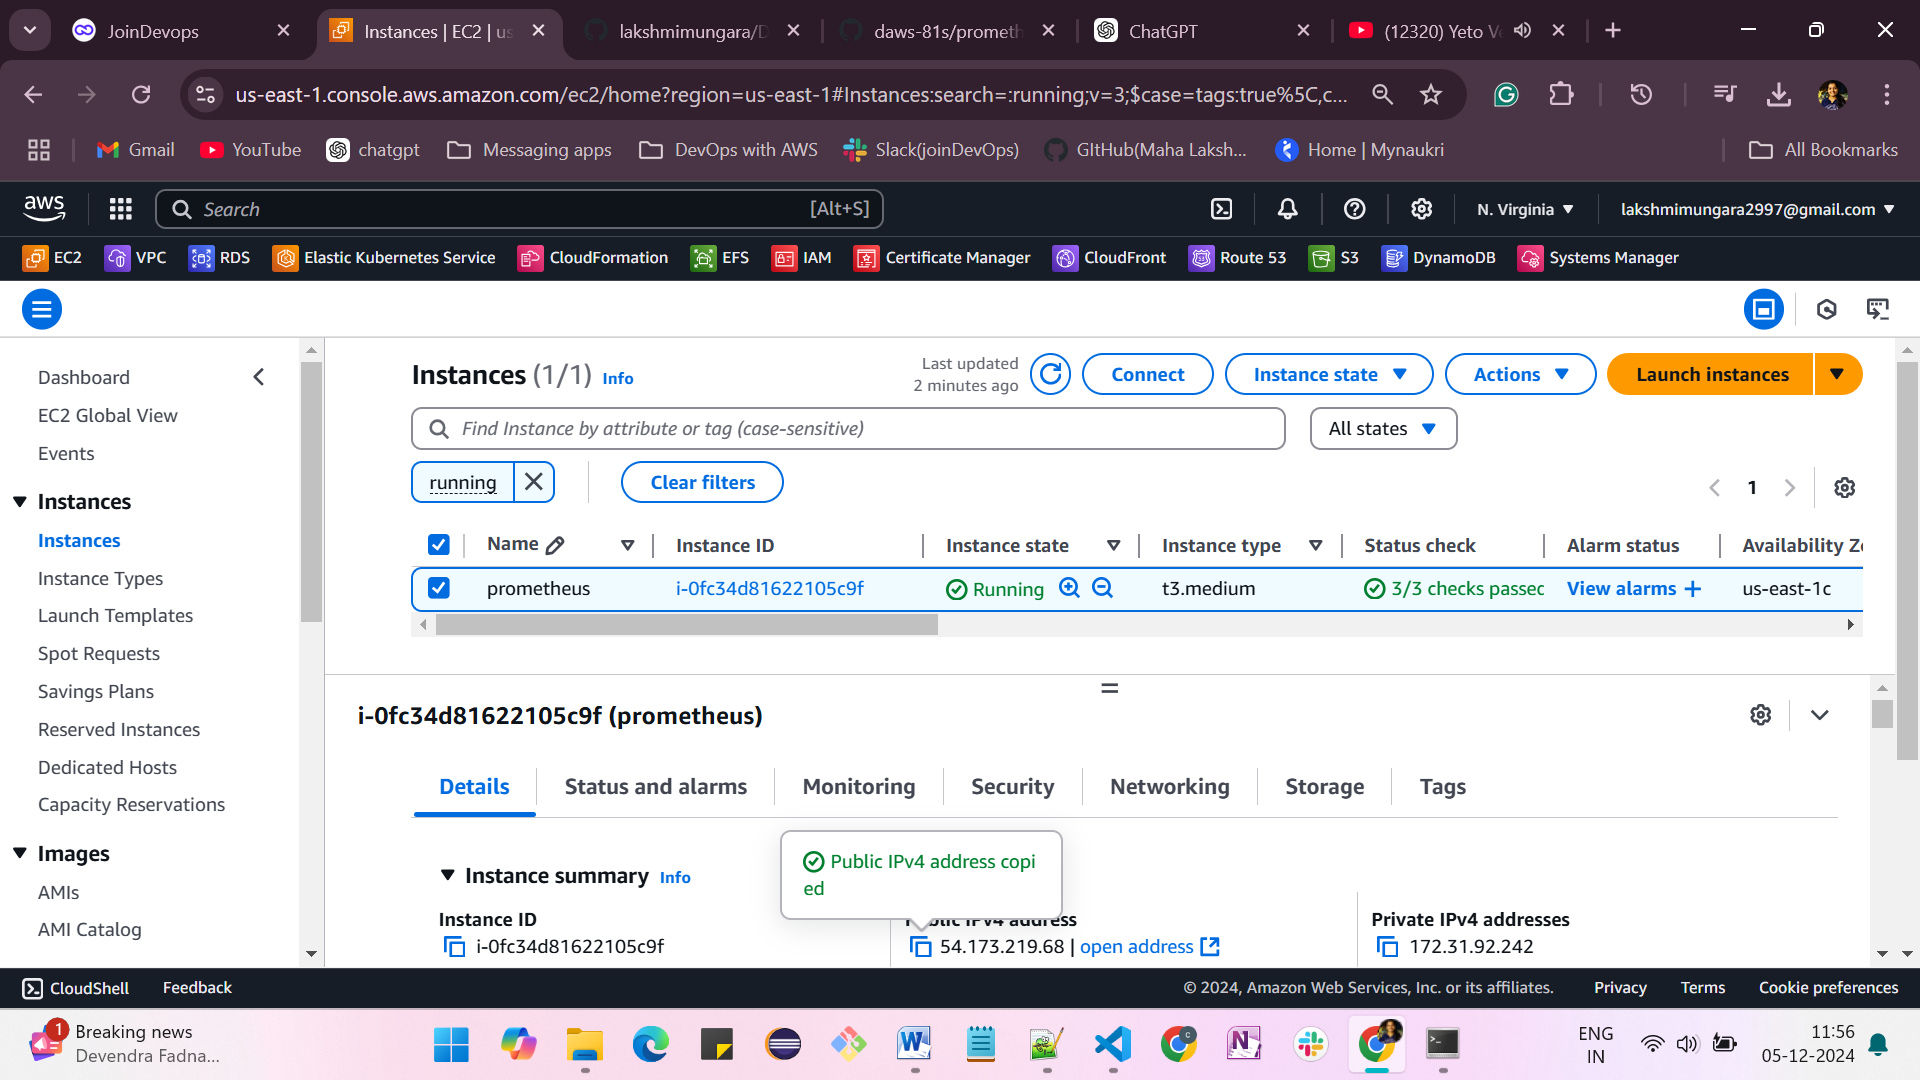 JoinDevops
Instances | EC2 | us
lakshmimungara/D
daws-81s/prometh
ChatGPT
(12320) Yeto Ve
us-east-1.console.aws.amazon.com/ec2/home?region=us-east-1#Instances:search=:running;v=3;$case=tags:true%5C,c...
Gmail
YouTube
chatgpt
Messaging apps
DevOps with AWS
Slack(joinDevOps)
GItHub(Maha Laksh...
Home | Mynaukri
All Bookmarks
aws
Search
[Alt+S]
N. Virginia
lakshmimungara2997@gmail.com
EC2
VPC
RDS
Elastic Kubernetes Service
CloudFormation
EFS
IAM
Certificate Manager
CloudFront
Route 53
S3
DynamoDB
Systems Manager
Dashboard
EC2 Global View
Events
Instances
Instances
Instance Types
Launch Templates
Spot Requests
Savings Plans
Reserved Instances
Dedicated Hosts
Capacity Reservations
Images
AMIs
AMI Catalog
Instances (1/1) Info
Last updated
2 minutes ago
Connect
Instance state
Actions
Launch instances
Find Instance by attribute or tag (case-sensitive)
All states
running
Clear filters
1
Name
Instance ID
Instance state
Instance type
Status check
Alarm status
Availability Zo
prometheus
i-0fc34d81622105c9f
Running
t3.medium
3/3 checks passed
View alarms +
us-east-1c
i-0fc34d81622105c9f (prometheus)
Details
Status and alarms
Monitoring
Security
Networking
Storage
Tags
Public IPv4 address copi
ed
Instance summary Info
Instance ID
i-0fc34d81622105c9f
Public IPv4 address
54.173.219.68 | open address
Private IPv4 addresses
172.31.92.242
CloudShell
Feedback
© 2024, Amazon Web Services, Inc. or its affiliates.
Privacy
Terms
Cookie preferences
1
Breaking news
Devendra Fadna...
ENG
IN
11:56
05-12-2024